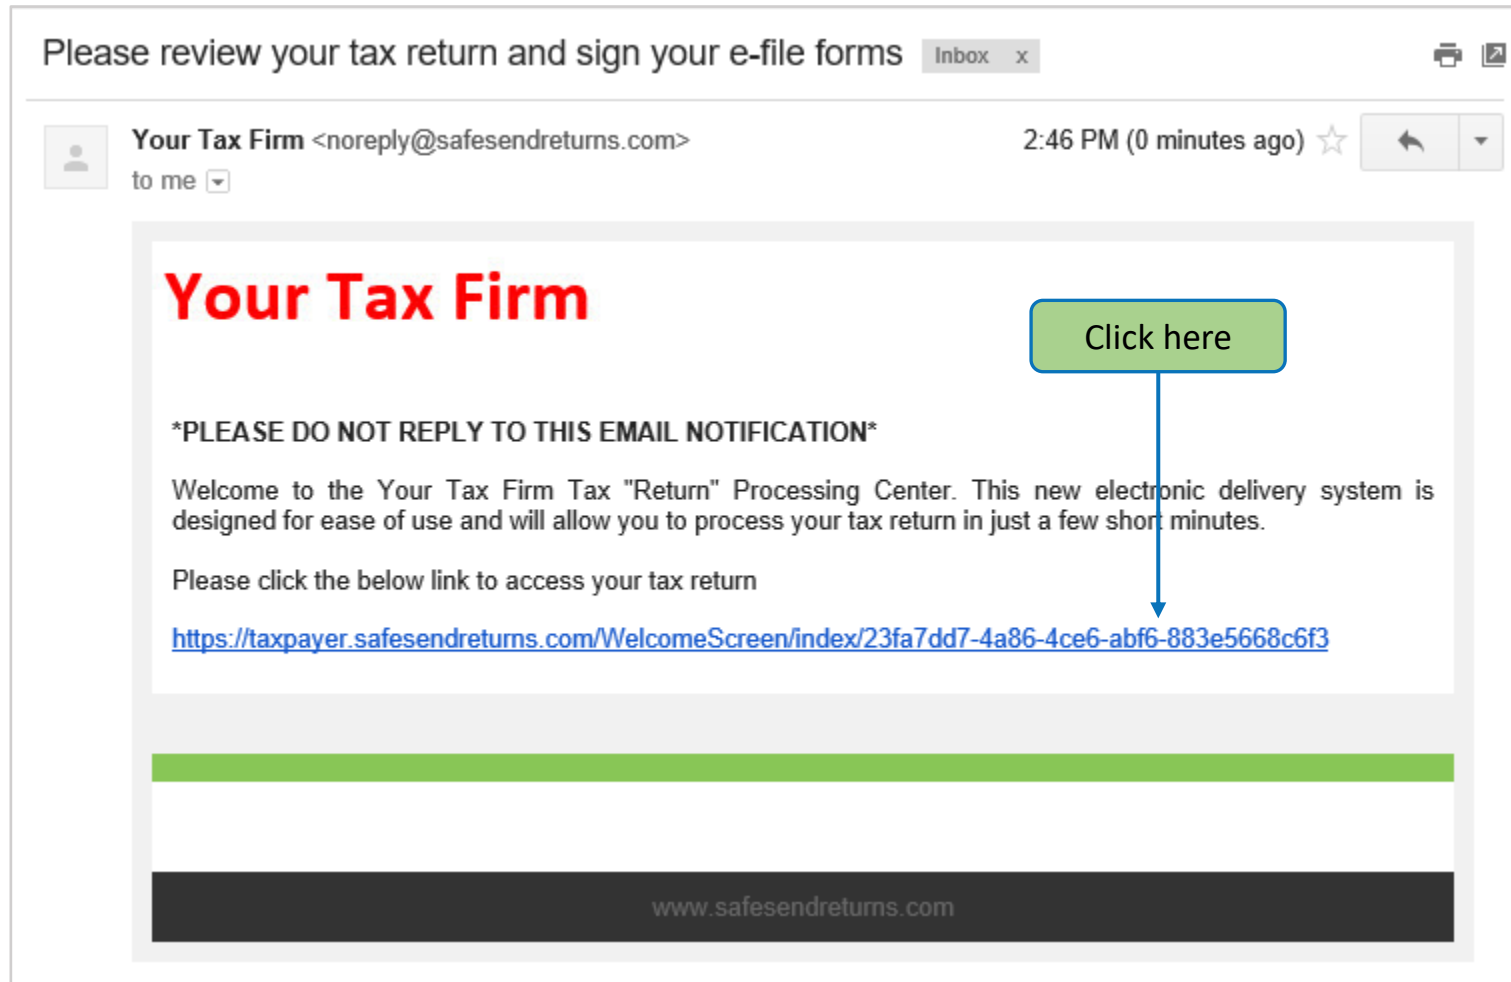 Please review your tax return and sign your e-file forms Inbox x
Your Tax Firm <noreply@safesendreturns.com> 2:46 PM (0 minutes ago)
to me
Your Tax Firm
Click here
*PLEASE DO NOT REPLY TO THIS EMAIL NOTIFICATION*
Welcome to the Your Tax Firm Tax "Return" Processing Center. This new electronic delivery system is
designed for ease of use and will allow you to process your tax return in just a few short minutes.
Please click the below link to access your tax return
https://taxpayer.safesendreturns.com/WelcomeScreen/index/23fa7dd7-4a86-4ce6-abf6-883e5668c6f3
www.safesendreturns.com